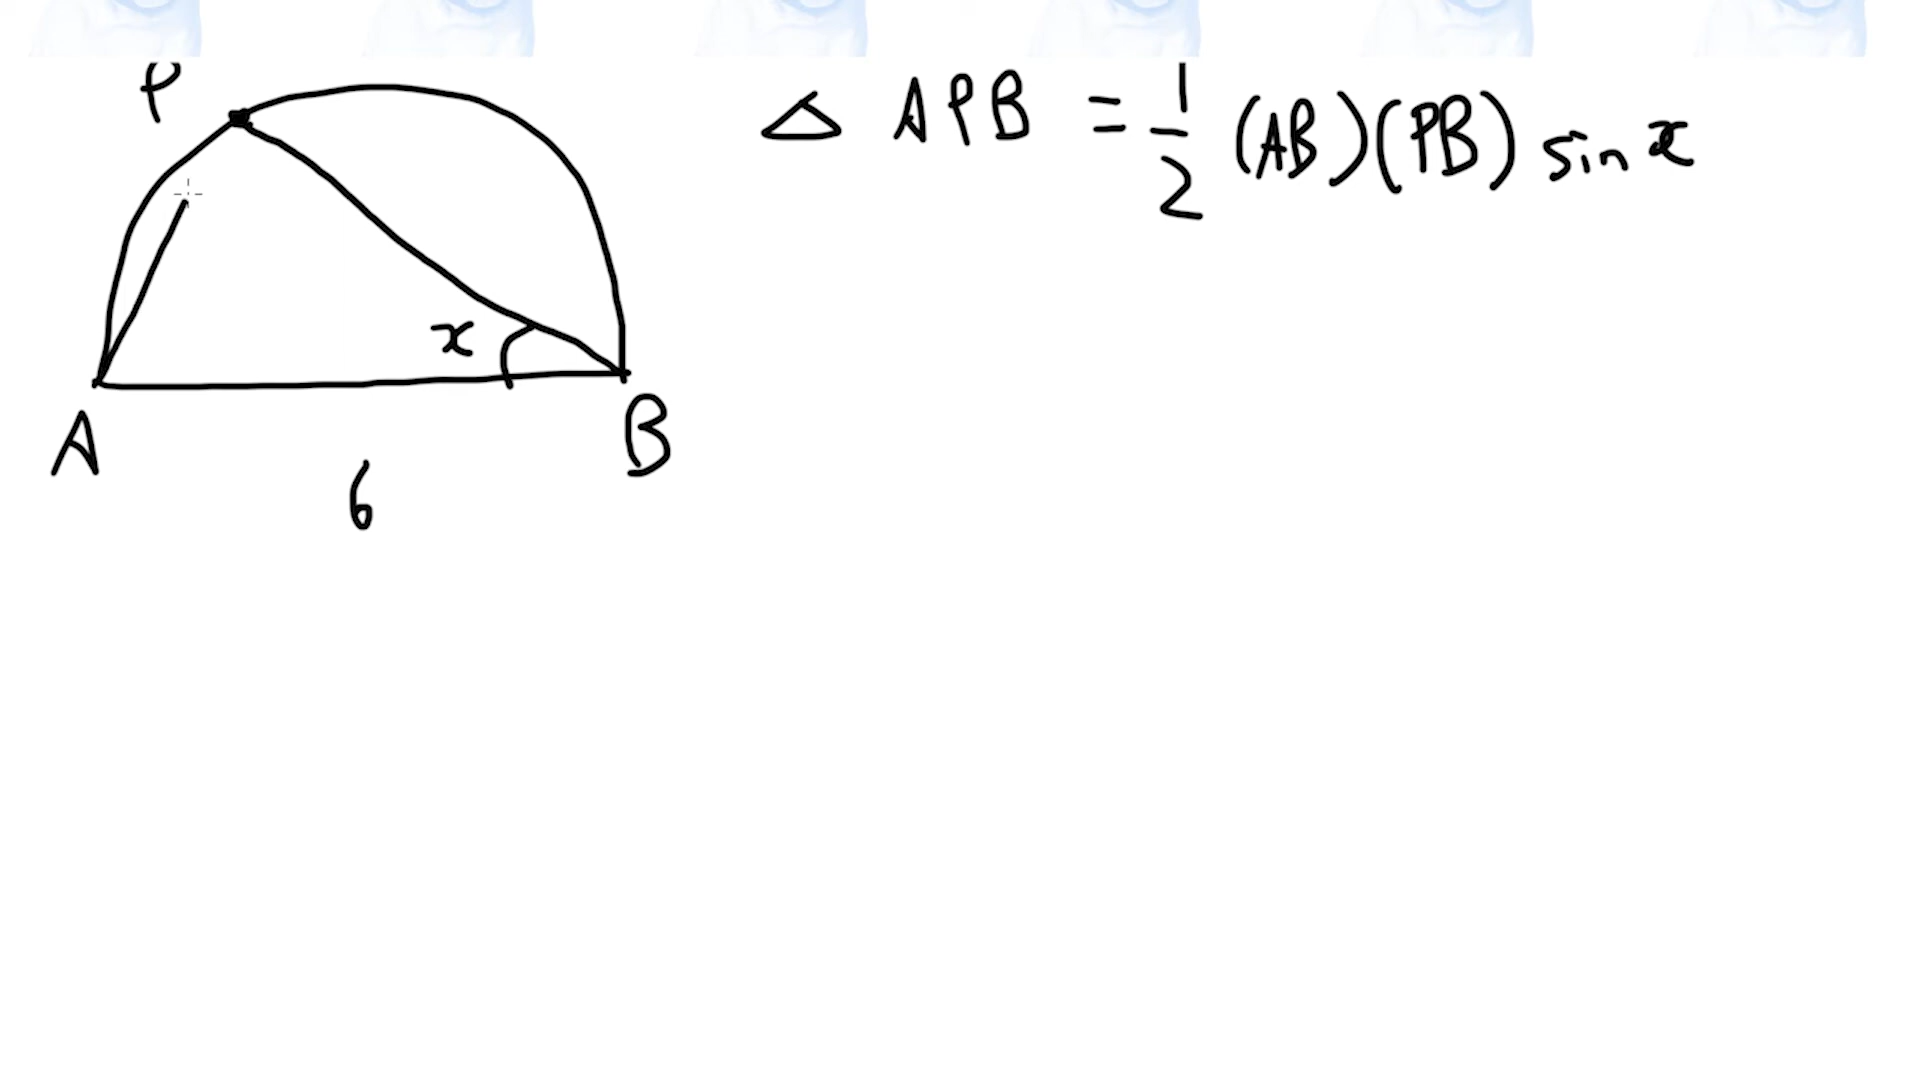 P
△ APB = 1/2 (AB)(PB) sin x
x
A
B
6